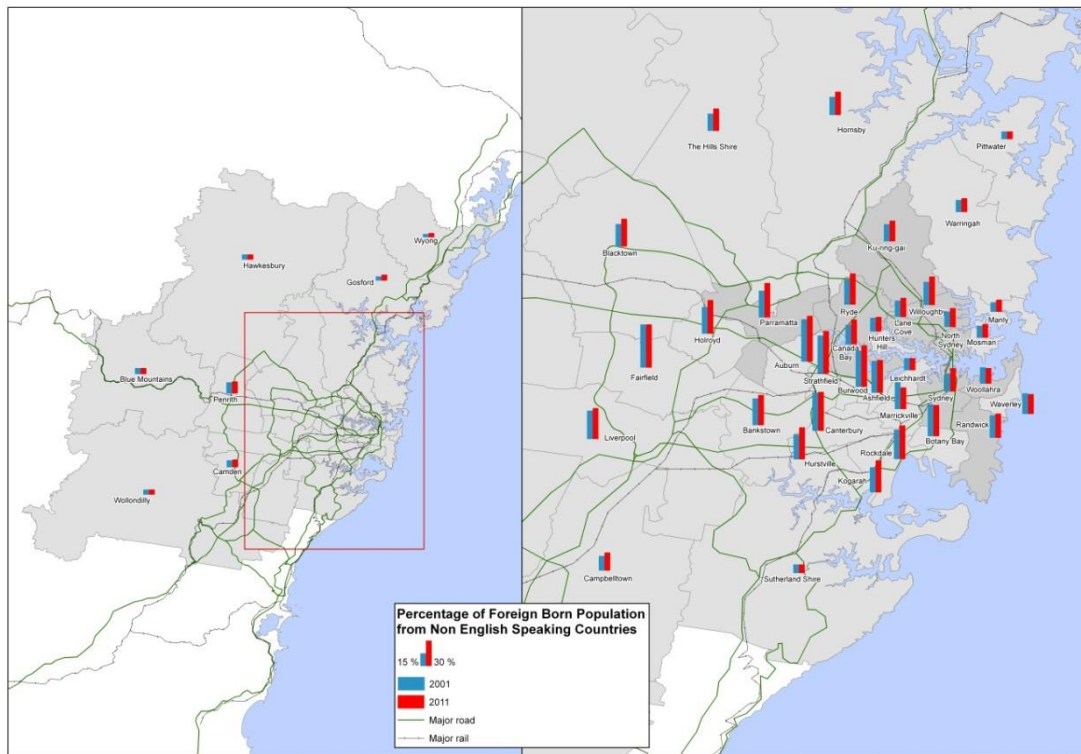 Wyong
Hawkesbury
Gosford
Blue Mountains
Penrith
Camden
Wollondilly
Hornsby
The Hills Shire
Pittwater
Warringah
Ku-ring-gai
Blacktown
Ryde
Willoughby
Lane
Cove
North
Sydney
Manly
Mosman
Parramatta
Holroyd
Hunters
Hill
Canada
Bay
Auburn
Strathfield
Fairfield
Burwood
Leichhardt
Ashfield
Woollahra
Sydney
Waverley
Marrickville
Randwick
Bankstown
Canterbury
Liverpool
Botany Bay
Rockdale
Hurstville
Kogarah
Campbelltown
Sutherland Shire
Percentage of Foreign Born Population
from Non English Speaking Countries
15 % 30 %
2001
2011
Major road
Major rail